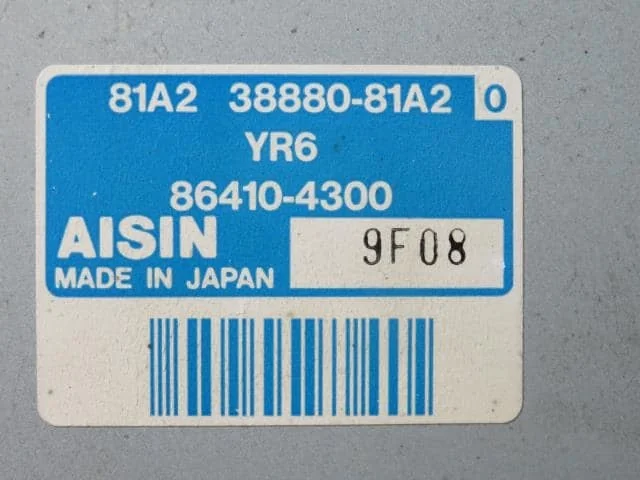 81A2 38880-81A2 0
YR6
86410-4300
AISIN 9F08
MADE IN JAPAN